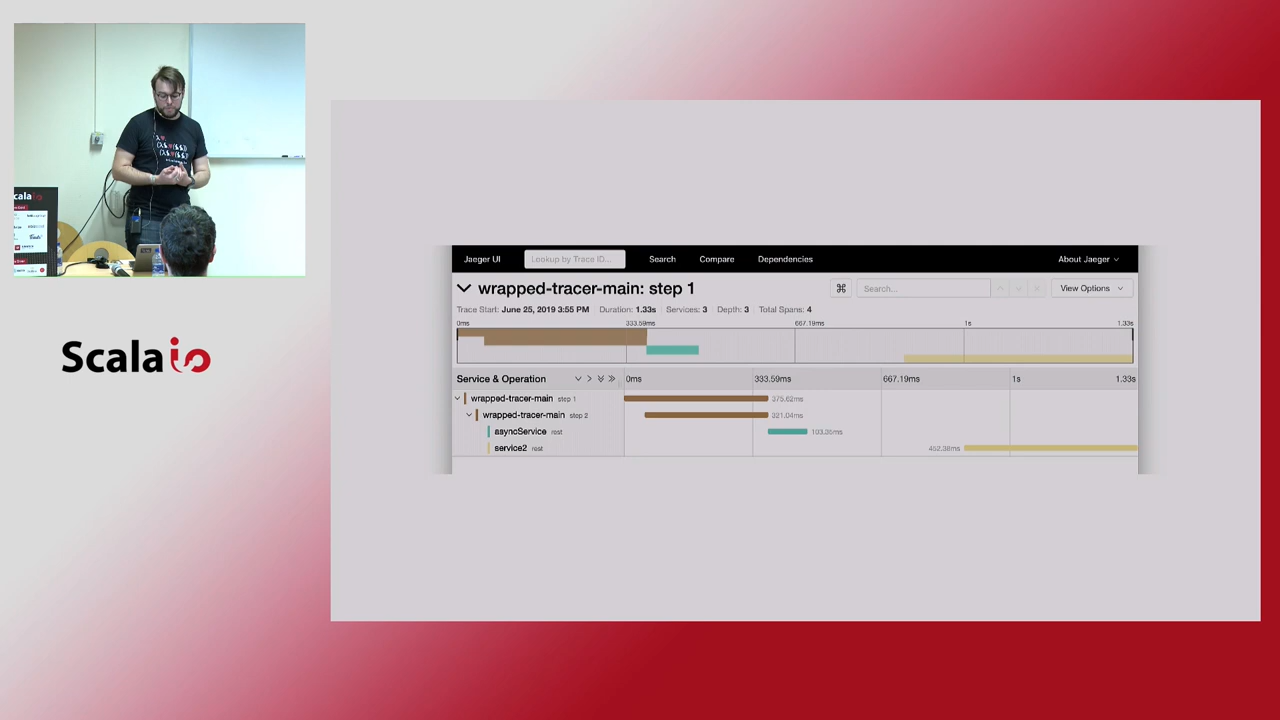 Scalaio
Jaeger UI Lookup by Trace ID... Search Compare Dependencies About Jaeger
wrapped-tracer-main: step 1 ⌘ Search... View Options
Trace Start: June 25, 2019 3:55 PM Duration: 1.33s Services: 3 Depth: 3 Total Spans: 4
0ms 333.59ms 667.19ms 1s 1.33s
Service & Operation 0ms 333.59ms 667.19ms 1s 1.33s
wrapped-tracer-main step 1 375.62ms
wrapped-tracer-main step 2 321.04ms
asyncService rest 103.35ms
service2 rest 452.38ms